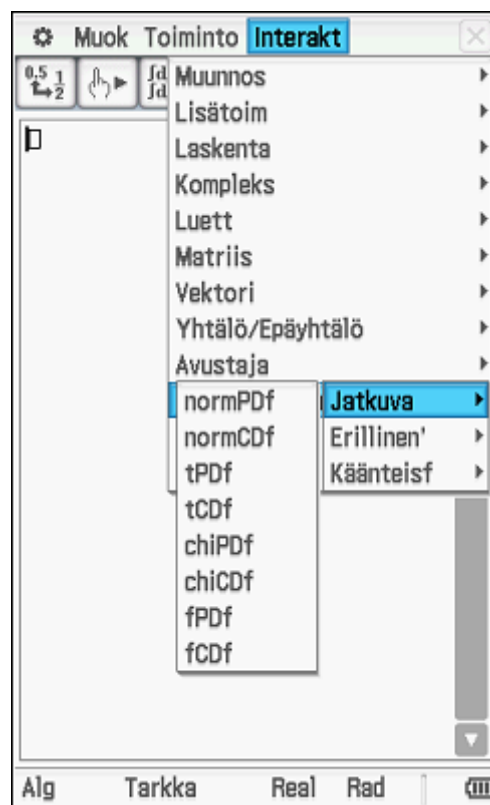 Muok Toiminto Interakt
0.5 1 2
∫d
∫d
Muunnos
Lisätoim
Laskenta
Kompleks
Luett
Matriis
Vektori
Yhtälö/Epäyhtälö
Avustaja
normPDf
normCDf
tPDf
tCDf
chiPDf
chiCDf
fPDf
fCDf
Jatkuva
Erillinen'
Käänteisf
Alg Tarkka Real Rad